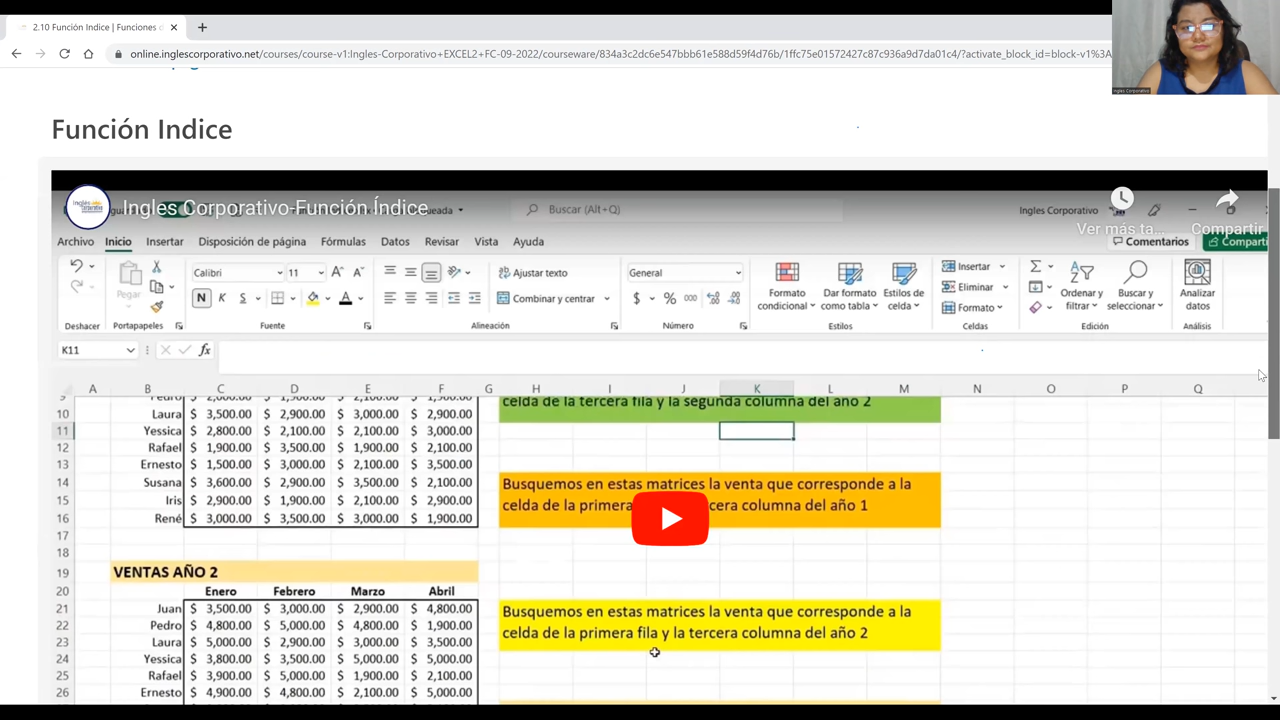 2.10 Función Indice | Funciones
online.inglescorporativo.net/courses/course-v1:Ingles-Corporativo+EXCEL2+FC-09-2022/courseware/834a3c2dc6e547bbb61e588d59f4d76b/1ffc75e01572427c87c936a9d7da01c4/?activate_block_id=block-v1%3A
Ingles Corporativo
Función Indice
Ingles Corporativo-Función Índice
Buscar (Alt+Q)
Ingles Corporativo
Ver más ta...
Compartir
Archivo Inicio Insertar Disposición de página Fórmulas Datos Revisar Vista Ayuda
Comentarios Comparti
Pegar
Calibri 11
Ajustar texto
General
Insertar
N K S
Combinar y centrar
$ % 000
Formato condicional
Dar formato como tabla
Estilos de celda
Eliminar
Formato
Ordenar y filtrar
Buscar y seleccionar
Analizar datos
Deshacer Portapapeles Fuente Alineación Número Estilos Celdas Edición Análisis
K11 fx
A B C D E F G H I J K L M N O P Q
celda de la tercera fila y la segunda columna del año 2
10 Laura $ 3,500.00 $ 2,900.00 $ 3,000.00 $ 2,900.00
11 Yessica $ 2,800.00 $ 2,100.00 $ 2,100.00 $ 3,000.00
12 Rafael $ 1,900.00 $ 3,500.00 $ 1,900.00 $ 2,100.00
13 Ernesto $ 1,500.00 $ 3,000.00 $ 2,100.00 $ 3,500.00
14 Susana $ 3,600.00 $ 2,900.00 $ 3,500.00 $ 2,100.00
Busquemos en estas matrices la venta que corresponde a la
15 Iris $ 2,900.00 $ 1,900.00 $ 2,100.00 $ 2,900.00
celda de la primera tercera columna del año 1
16 René $ 3,000.00 $ 3,500.00 $ 3,000.00 $ 1,900.00
17
18
19 VENTAS AÑO 2
20 Enero Febrero Marzo Abril
21 Juan $ 3,500.00 $ 3,000.00 $ 2,900.00 $ 4,800.00
Busquemos en estas matrices la venta que corresponde a la
22 Pedro $ 4,800.00 $ 5,000.00 $ 4,800.00 $ 1,900.00
celda de la primera fila y la tercera columna del año 2
23 Laura $ 5,000.00 $ 2,900.00 $ 3,000.00 $ 3,500.00
24 Yessica $ 3,800.00 $ 3,500.00 $ 5,000.00 $ 5,000.00
25 Rafael $ 3,900.00 $ 5,000.00 $ 1,900.00 $ 2,100.00
26 Ernesto $ 4,900.00 $ 4,800.00 $ 2,100.00 $ 5,000.00